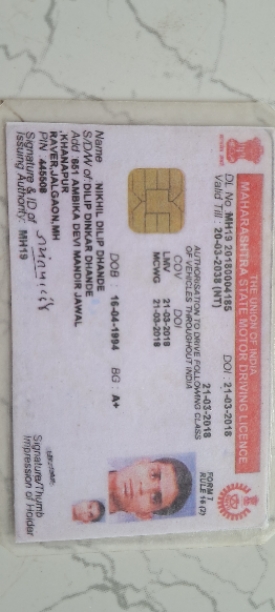 THE UNION OF INDIA
MAHARASHTRA STATE MOTOR DRIVING LICENCE
DL No MH19 20180004185 DOI : 21-03-2018
Valid Till : 20-03-2038 (NT) 21-03-2018
FORM 7
RULE 16 (2)
AUTHORISATION TO DRIVE FOLLOWING CLASS
OF VEHICLES THROUGHOUT INDIA
COV DOI
LMV 21-03-2018
MCWG 21-03-2018
DOB : 16-04-1994 BG : A+
Name NIKHIL DILIP DHANDE
S/D/W of DILIP DINKAR DHANDE
Add 651 AMBIKA DEVI MANDIR JAWAL
,KHANAPUR
RAVER,JALGAON,MH
PIN 445508
Signature & ID of
Issuing Authority: MH19
Signature/Thumb
Impression of Holder